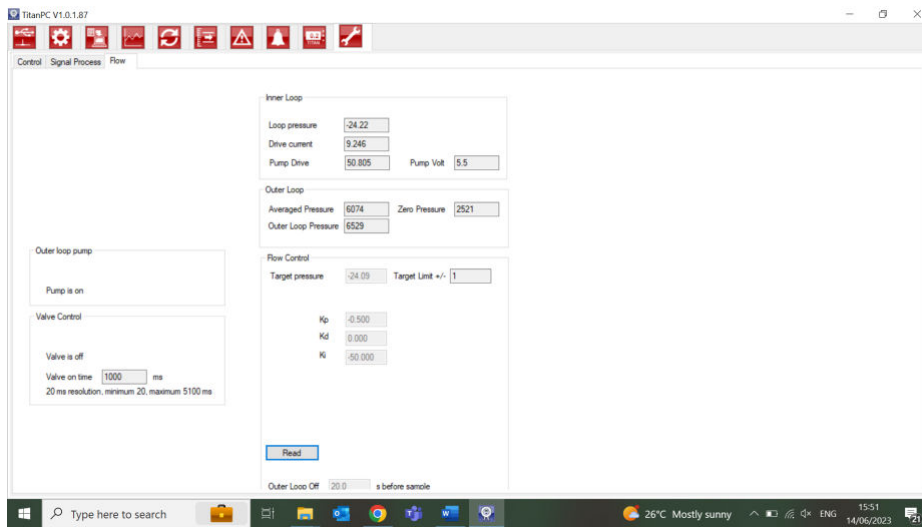 TitanPC V1.0.1.87
Control Signal Process Flow
Inner Loop
Loop pressure -24.22
Drive current 9.246
Pump Drive 50.805 Pump Volt 5.5
Outer Loop
Averaged Pressure 6074 Zero Pressure 2521
Outer Loop Pressure 6529
Outer loop pump
Pump is on
Valve Control
Valve is off
Valve on time 1000 ms
20 ms resolution, minimum 20, maximum 5100 ms
Flow Control
Target pressure -24.09 Target Limit +/- 1
Kp -0.500
Kd 0.000
Ki -50.000
Read
Outer Loop Off 20.0 s before sample
Type here to search
26°C Mostly sunny
ENG
15:51
14/06/2023